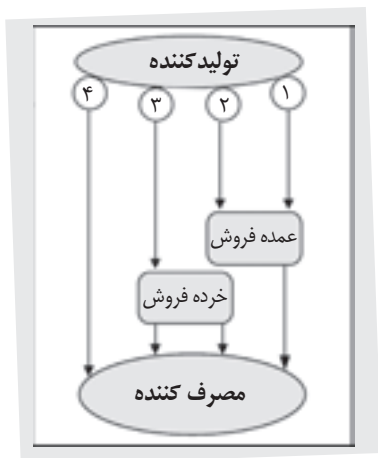 تولیدکننده
۱ ۲ ۳ ۴
عمده فروش
خرده فروش
مصرف کننده